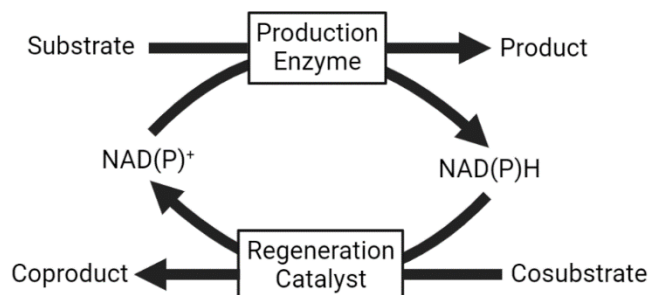 Substrate
Production
Enzyme
Product
NAD(P)⁺
NAD(P)H
Regeneration
Catalyst
Coproduct
Cosubstrate